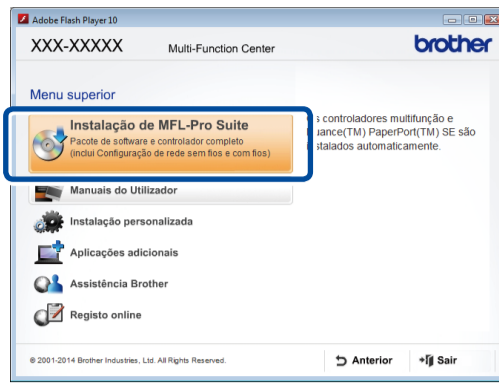 Adobe Flash Player 10
XXX-XXXXX
Multi-Function Center
brother
Menu superior
Instalação de MFL-Pro Suite
Pacote de software e controlador completo
(inclui Configuração de rede sem fios e com fios)
s controladores multifunção e
uance(TM) PaperPort(TM) SE são
stalados automaticamente.
Manuais do Utilizador
Instalação personalizada
Aplicações adicionais
Assistência Brother
Registo online
© 2001-2014 Brother Industries, Ltd. All Rights Reserved.
Anterior
Sair